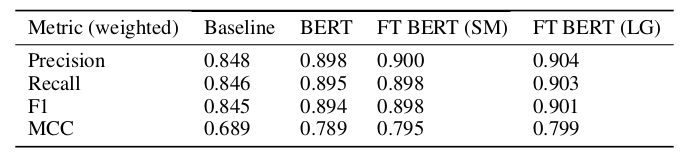 Metric (weighted) Baseline BERT FT BERT (SM) FT BERT (LG)
Precision 0.848 0.898 0.900 0.904
Recall 0.846 0.895 0.898 0.903
F1 0.845 0.894 0.898 0.901
MCC 0.689 0.789 0.795 0.799